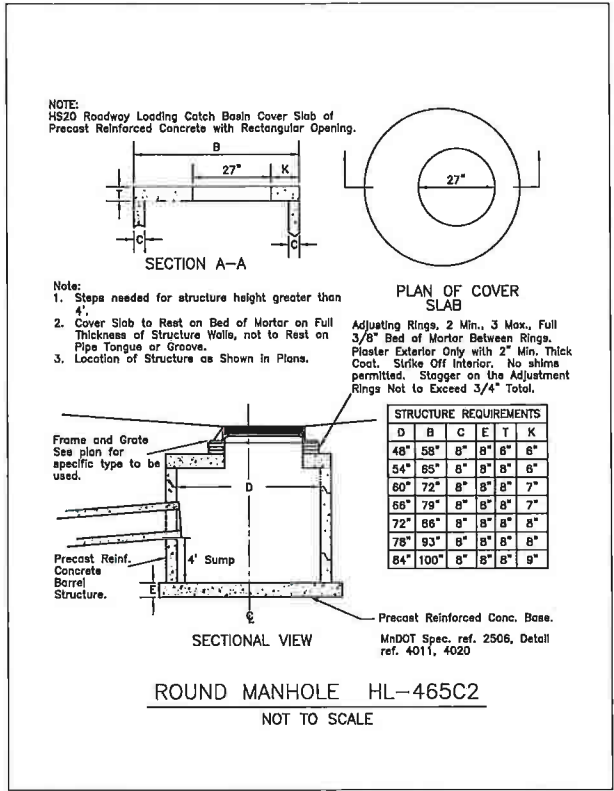 NOTE:
HS20 Roadway Loading Catch Basin Cover Slab of
Precast Reinforced Concrete with Rectangular Opening.
B
27" K
T
C C
SECTION A–A
27"
PLAN OF COVER
SLAB
Note:
1. Steps needed for structure height greater than
4'.
2. Cover Slab to Rest on Bed of Mortar on Full
Thickness of Structure Walls, not to Rest on
Pipe Tongue or Groove.
3. Location of Structure as Shown in Plans.
Adjusting Rings, 2 Min., 3 Max., Full
3/8" Bed of Mortar Between Rings.
Plaster Exterior Only with 2" Min. Thick
Coat. Strike Off Interior. No shims
permitted. Stagger on the Adjustment
Rings Not to Exceed 3/4" Total.
Frame and Grate
See plan for
specific type to be
used.
D
4' Sump
Precast Reinf.
Concrete
Barrel
Structure.
E
℄
SECTIONAL VIEW
STRUCTURE REQUIREMENTS
D B C E T K
48" 58" 8" 8" 6" 6"
54" 65" 8" 8" 8" 6"
60" 72" 8" 8" 8" 7"
66" 79" 8" 8" 8" 7"
72" 86" 8" 8" 8" 8"
78" 93" 8" 8" 8" 8"
84" 100" 8" 8" 8" 9"
Precast Reinforced Conc. Base.
MnDOT Spec. ref. 2506, Detail
ref. 4011, 4020
ROUND MANHOLE HL–465C2
NOT TO SCALE